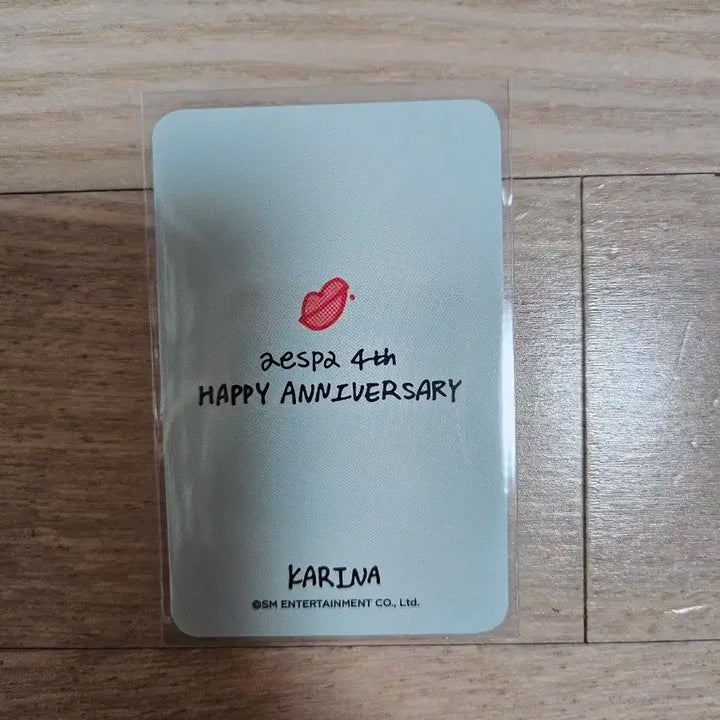 aespa 4th
HAPPY ANNIVERSARY
KARINA
©SM ENTERTAINMENT CO., Ltd.